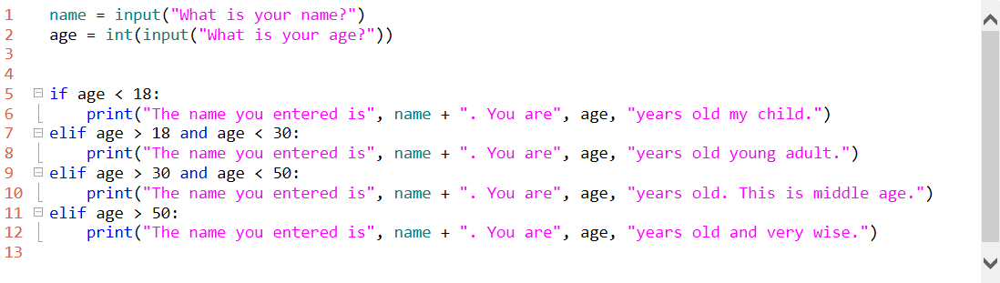 1 name = input("What is your name?")
2 age = int(input("What is your age?"))
3
4
5 if age < 18:
6     print("The name you entered is", name + ". You are", age, "years old my child.")
7 elif age > 18 and age < 30:
8     print("The name you entered is", name + ". You are", age, "years old young adult.")
9 elif age > 30 and age < 50:
10     print("The name you entered is", name + ". You are", age, "years old. This is middle age.")
11 elif age > 50:
12     print("The name you entered is", name + ". You are", age, "years old and very wise.")
13